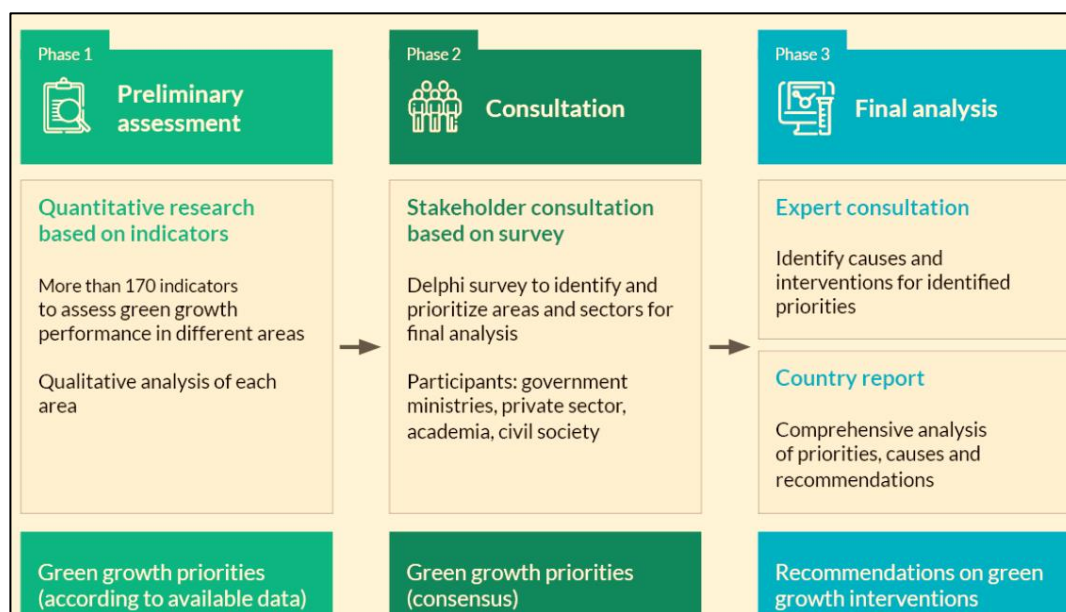 Phase 1
Preliminary
assessment
Quantitative research
based on indicators
More than 170 indicators
to assess green growth
performance in different areas
Qualitative analysis of each
area
Green growth priorities
(according to available data)
Phase 2
Consultation
Stakeholder consultation
based on survey
Delphi survey to identify and
prioritize areas and sectors for
final analysis
Participants: government
ministries, private sector,
academia, civil society
Green growth priorities
(consensus)
Phase 3
Final analysis
Expert consultation
Identify causes and
interventions for identified
priorities
Country report
Comprehensive analysis
of priorities, causes and
recommendations
Recommendations on green
growth interventions